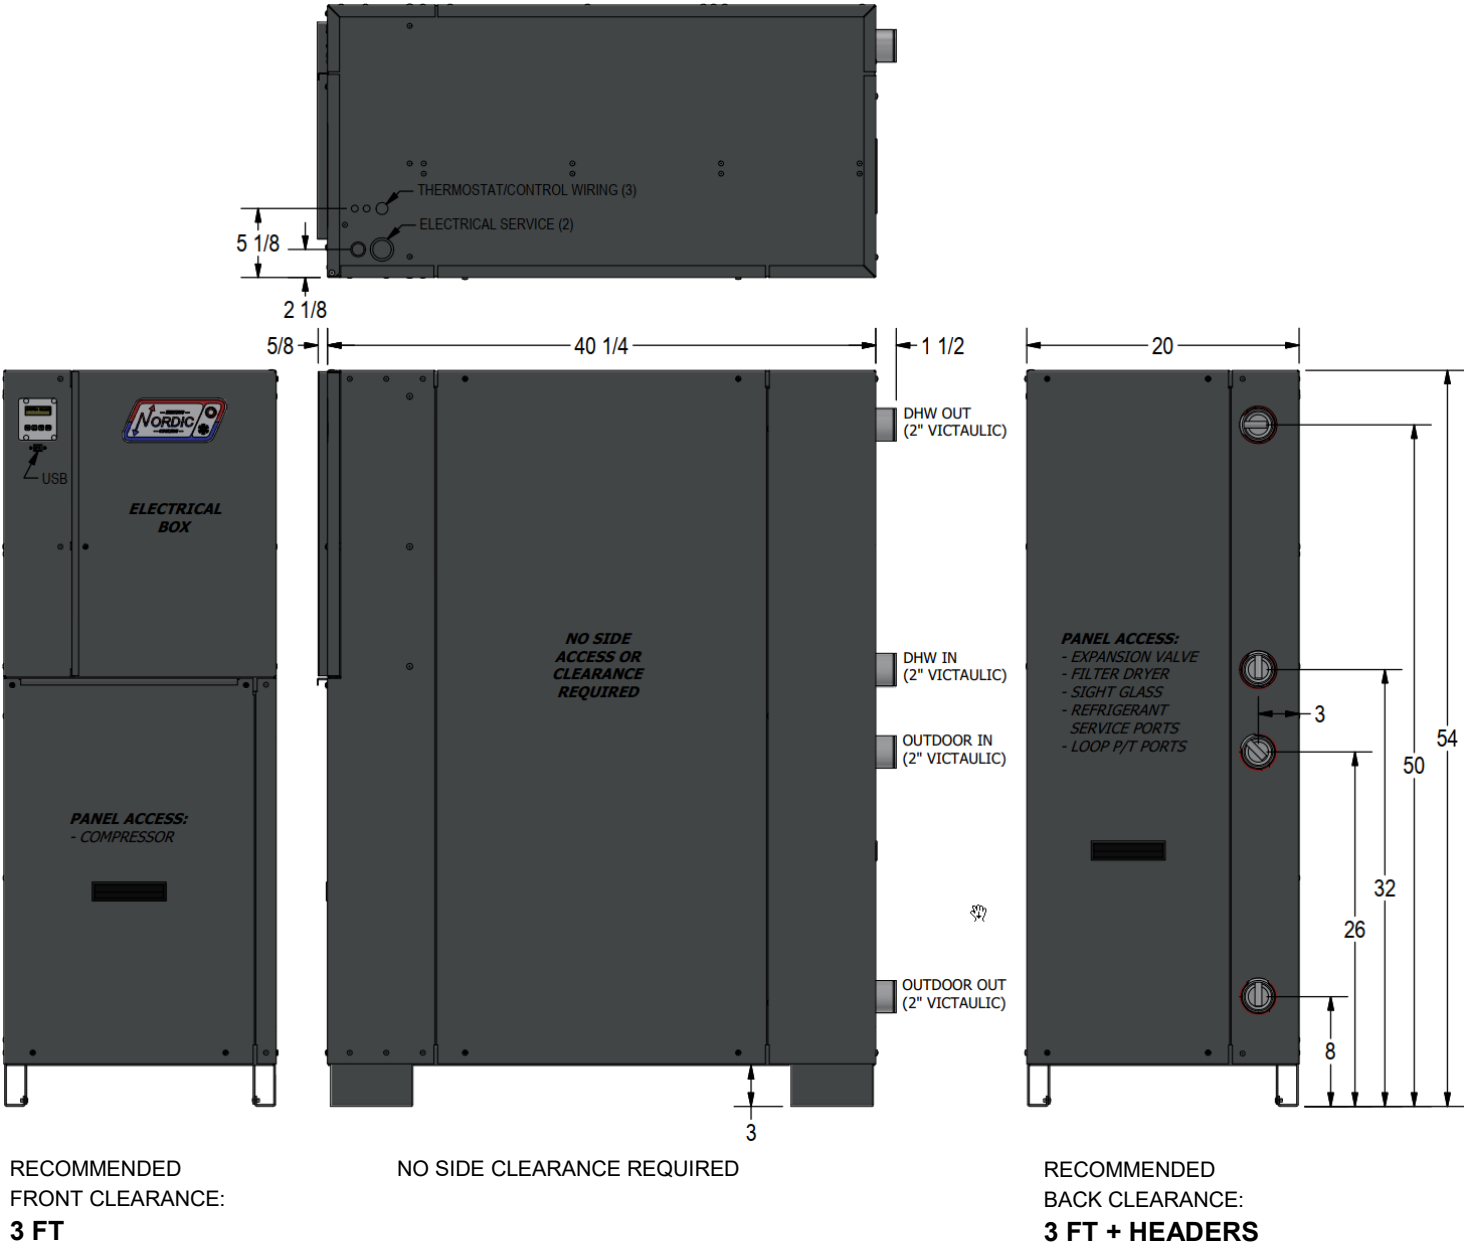 THERMOSTAT/CONTROL WIRING (3)
ELECTRICAL SERVICE (2)
5 1/8
2 1/8
5/8
40 1/4
1 1/2
20
NORDIC
USB
ELECTRICAL
BOX
PANEL ACCESS:
- COMPRESSOR
NO SIDE
ACCESS OR
CLEARANCE
REQUIRED
DHW OUT
(2" VICTAULIC)
DHW IN
(2" VICTAULIC)
OUTDOOR IN
(2" VICTAULIC)
OUTDOOR OUT
(2" VICTAULIC)
3
PANEL ACCESS:
- EXPANSION VALVE
- FILTER DRYER
- SIGHT GLASS
- REFRIGERANT
SERVICE PORTS
- LOOP P/T PORTS
3
54
50
32
26
8
RECOMMENDED
FRONT CLEARANCE:
3 FT
NO SIDE CLEARANCE REQUIRED
RECOMMENDED
BACK CLEARANCE:
3 FT + HEADERS